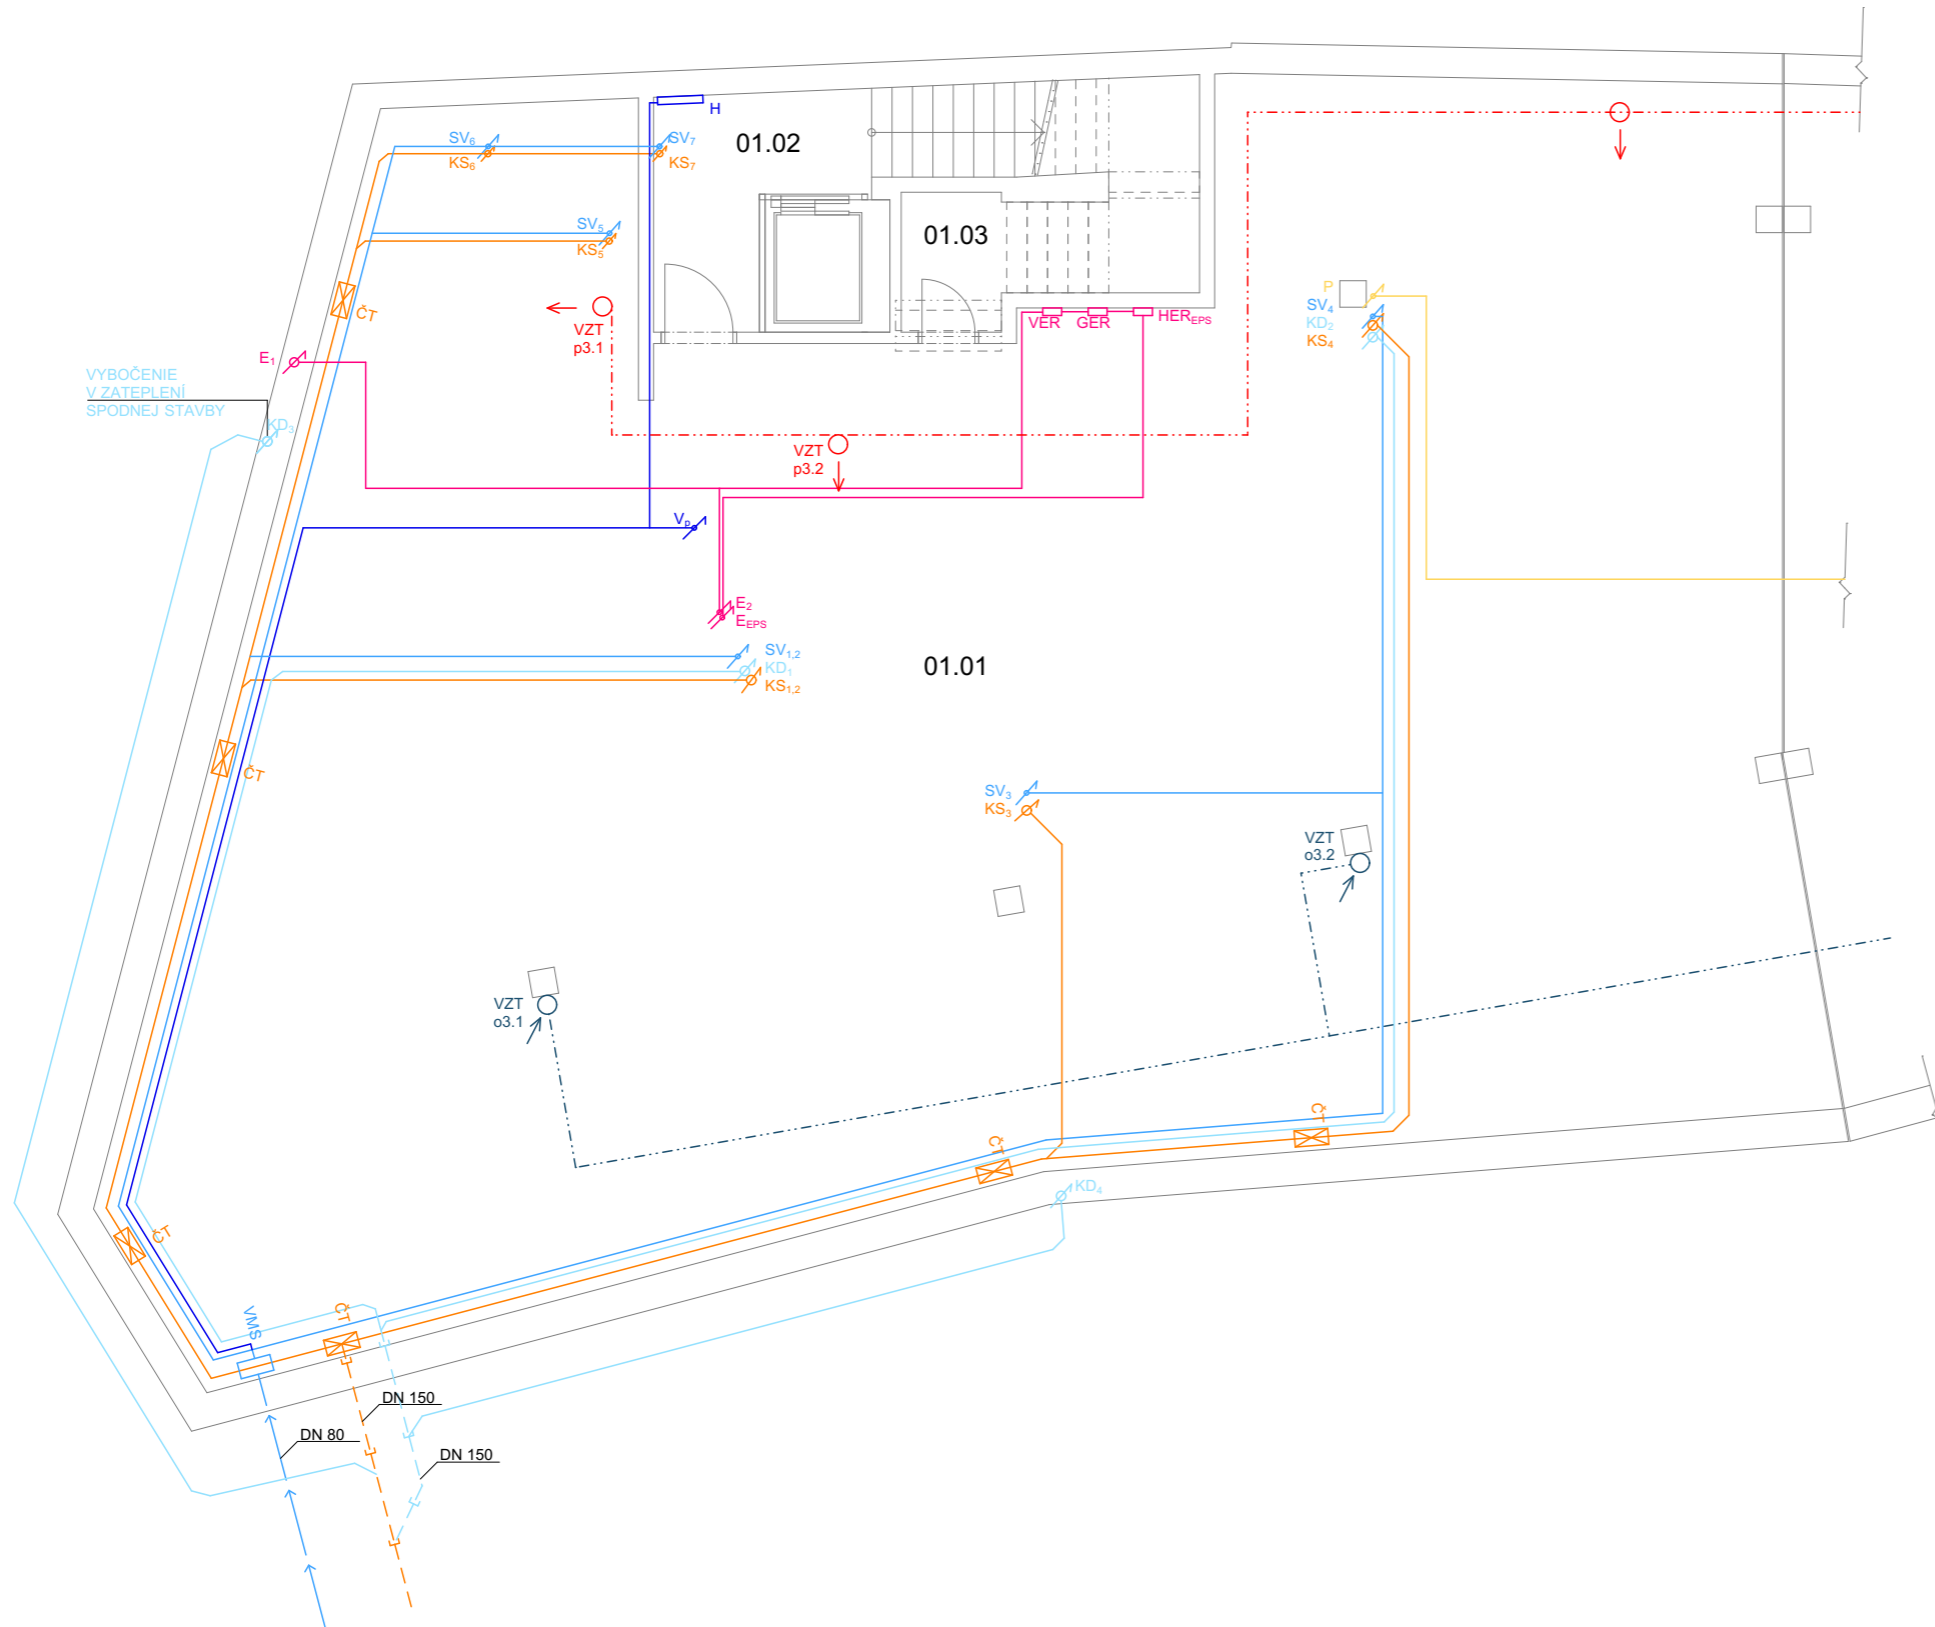 H
SV₆
KS₆
SV₇
KS₇
01.02
SV₅
KS₅
01.03
ČT
VZT
p3.1
VER
GER
HER_EPS
P
SV₄
KD₂
KS₄
E₁
VYBOČENIE
V ZATEPLENÍ
SPODNEJ STAVBY
KD₃
VZT
p3.2
Vₚ
E₂
E_EPS
SV₁,₂
KD₁
KS₁,₂
01.01
ČT
SV₃
KS₃
VZT
o3.2
VZT
o3.1
ČT
ČT
KD₄
ČT
VMS
ČT
DN 150
DN 80
DN 150